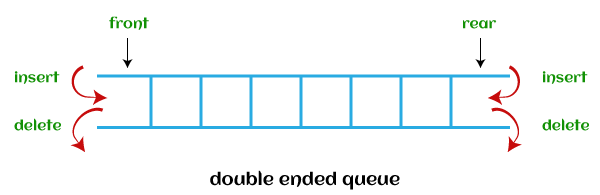 front rear
insert insert
delete delete
double ended queue